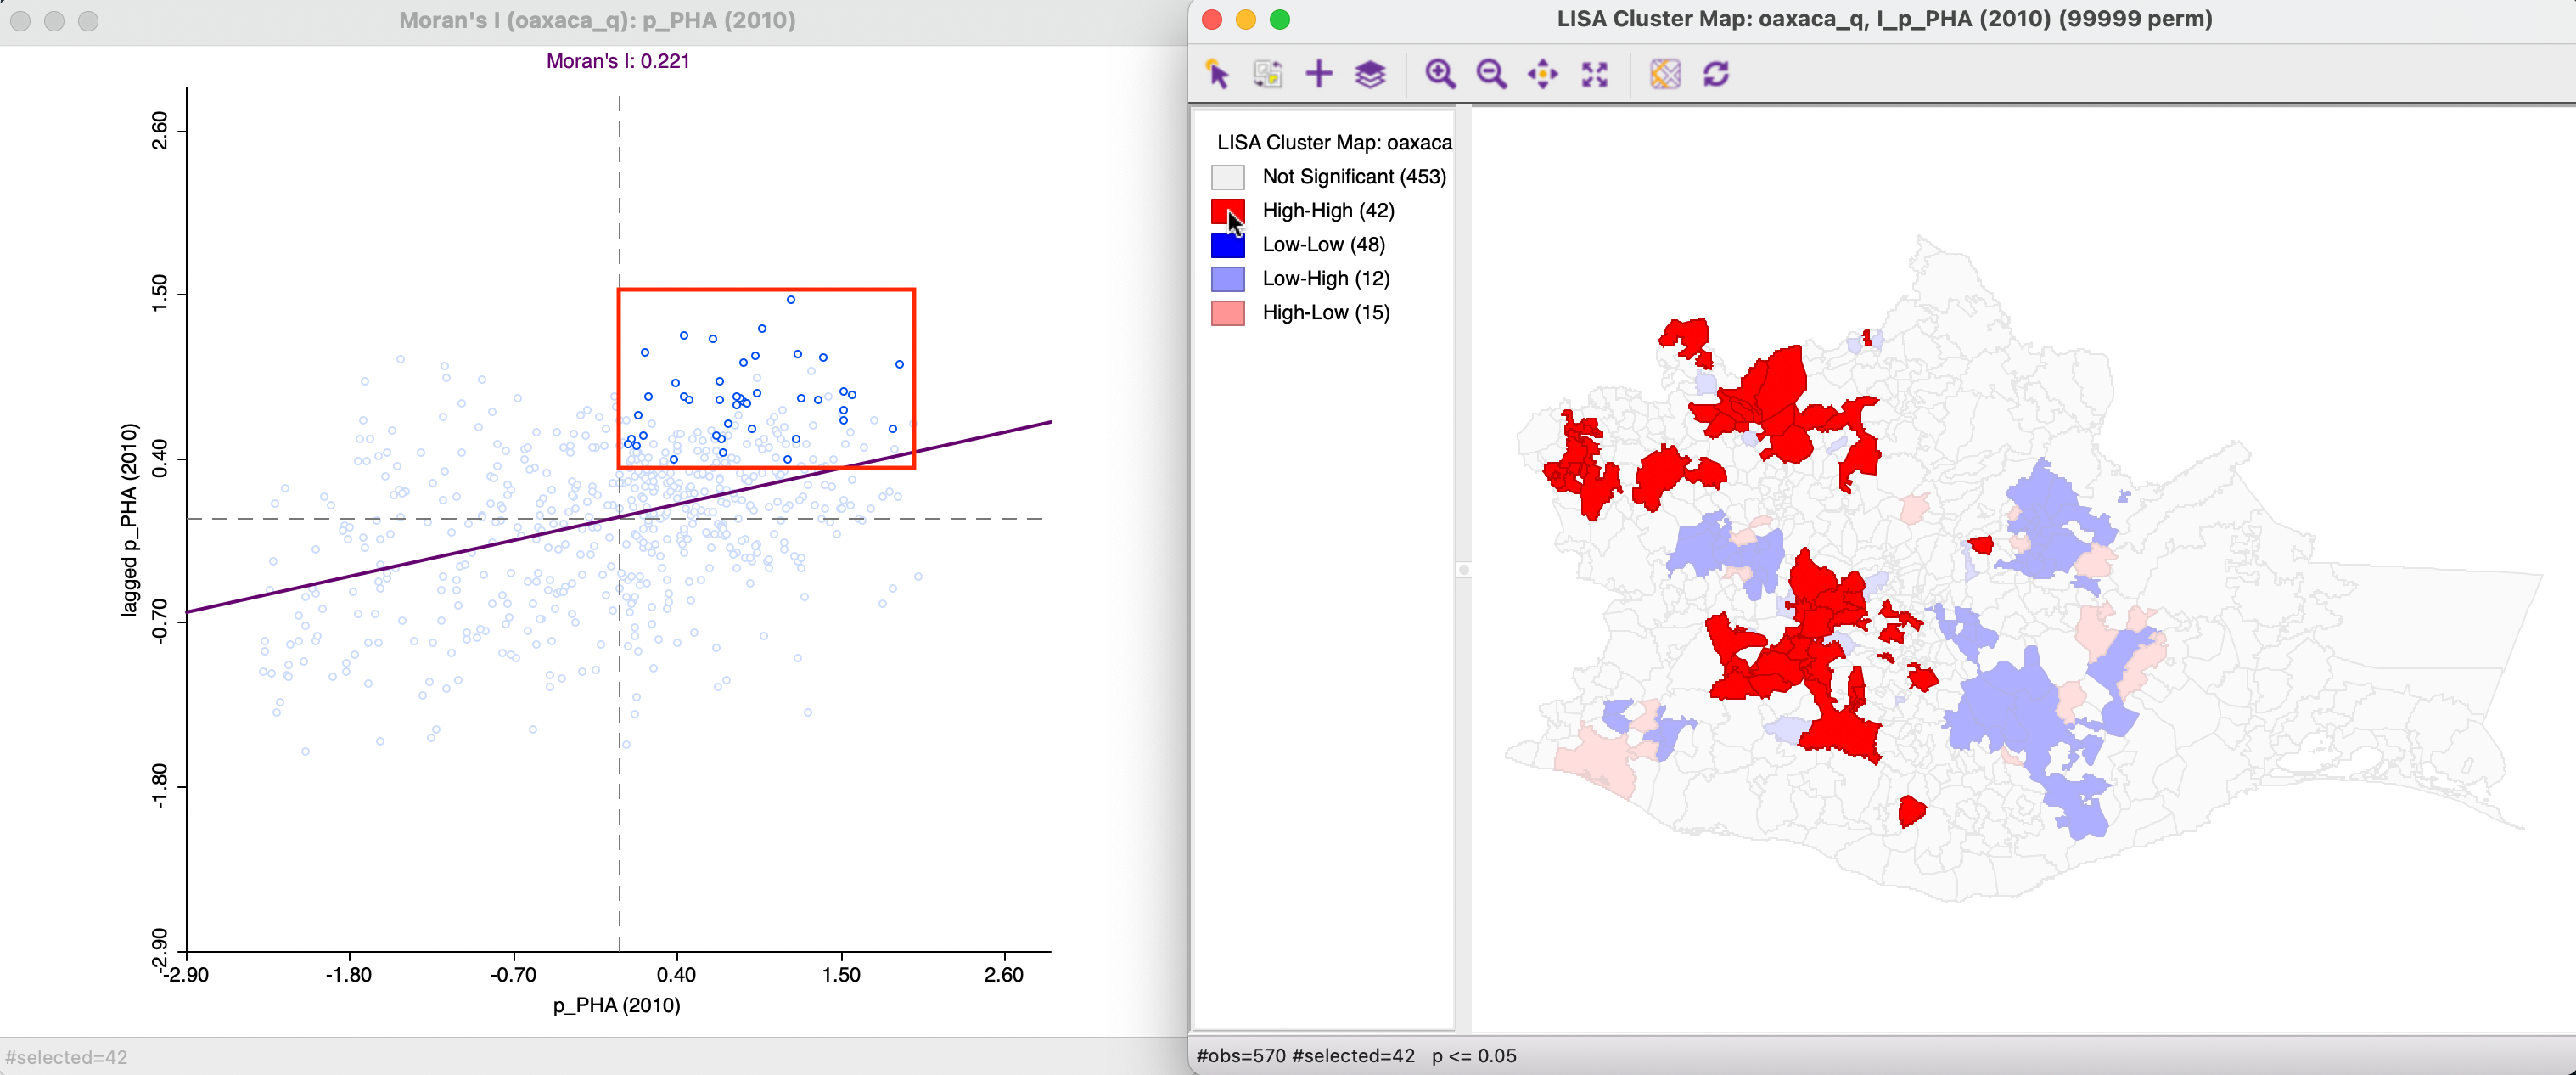 Moran's I (oaxaca_q): p_PHA (2010)
Moran's I: 0.221
2.60
1.50
0.40
-0.70
-1.80
-2.90
lagged p_PHA (2010)
-2.90 -1.80 -0.70 0.40 1.50 2.60
p_PHA (2010)
#selected=42
LISA Cluster Map: oaxaca_q, I_p_PHA (2010) (99999 perm)
LISA Cluster Map: oaxaca
Not Significant (453)
High-High (42)
Low-Low (48)
Low-High (12)
High-Low (15)
#obs=570 #selected=42 p <= 0.05